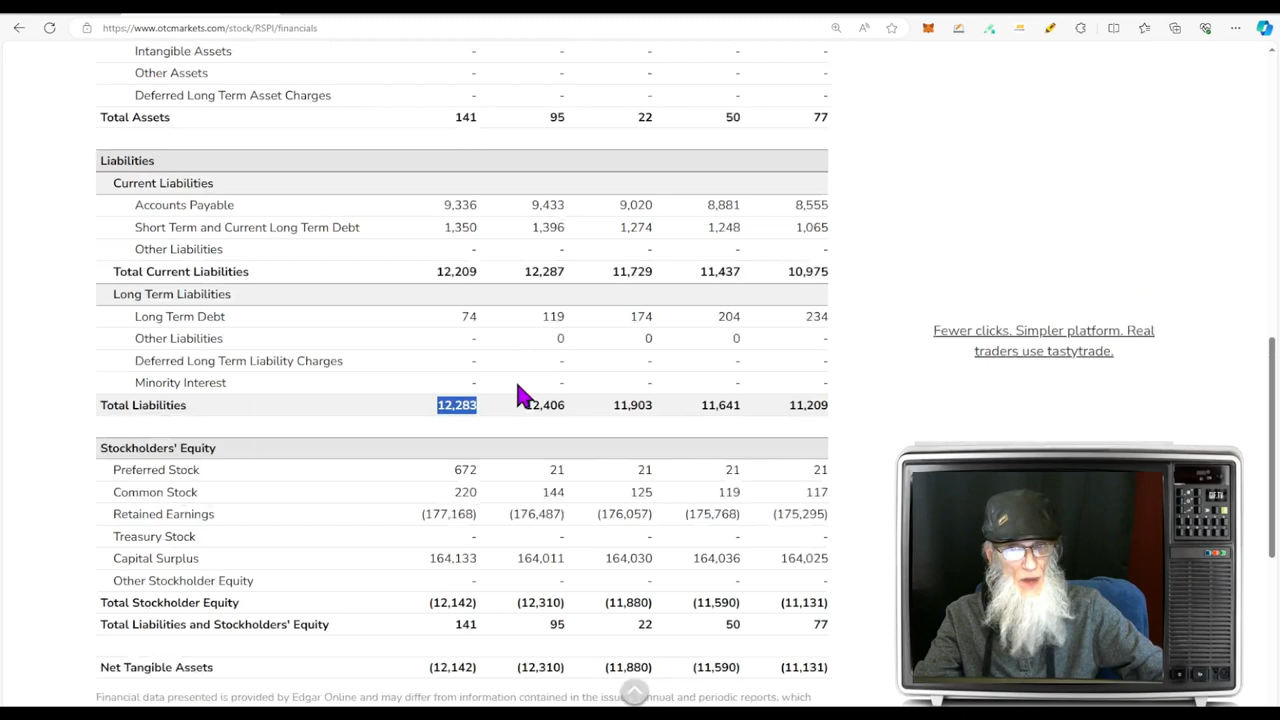 https://www.otcmarkets.com/stock/RSPI/financials
Intangible Assets - - - - -
Other Assets - - - - -
Deferred Long Term Asset Charges - - - - -
Total Assets 141 95 22 50 77
Liabilities
Current Liabilities
Accounts Payable 9,336 9,433 9,020 8,881 8,555
Short Term and Current Long Term Debt 1,350 1,396 1,274 1,248 1,065
Other Liabilities - - - - -
Total Current Liabilities 12,209 12,287 11,729 11,437 10,975
Long Term Liabilities
Long Term Debt 74 119 174 204 234
Other Liabilities - 0 0 0 -
Deferred Long Term Liability Charges - - - - -
Minority Interest - - - - -
Total Liabilities 12,283 12,406 11,903 11,641 11,209
Stockholders' Equity
Preferred Stock 672 21 21 21 21
Common Stock 220 144 125 119 117
Retained Earnings (177,168) (176,487) (176,057) (175,768) (175,295)
Treasury Stock - - - - -
Capital Surplus 164,133 164,011 164,030 164,036 164,025
Other Stockholder Equity - - - - -
Total Stockholder Equity (12,142) (12,310) (11,880) (11,590) (11,131)
Total Liabilities and Stockholders' Equity 141 95 22 50 77
Net Tangible Assets (12,142) (12,310) (11,880) (11,590) (11,131)
Financial data presented is provided by Edgar Online and may differ from information contained in the issuer's annual and periodic reports, which
Fewer clicks. Simpler platform. Real
traders use tastytrade.